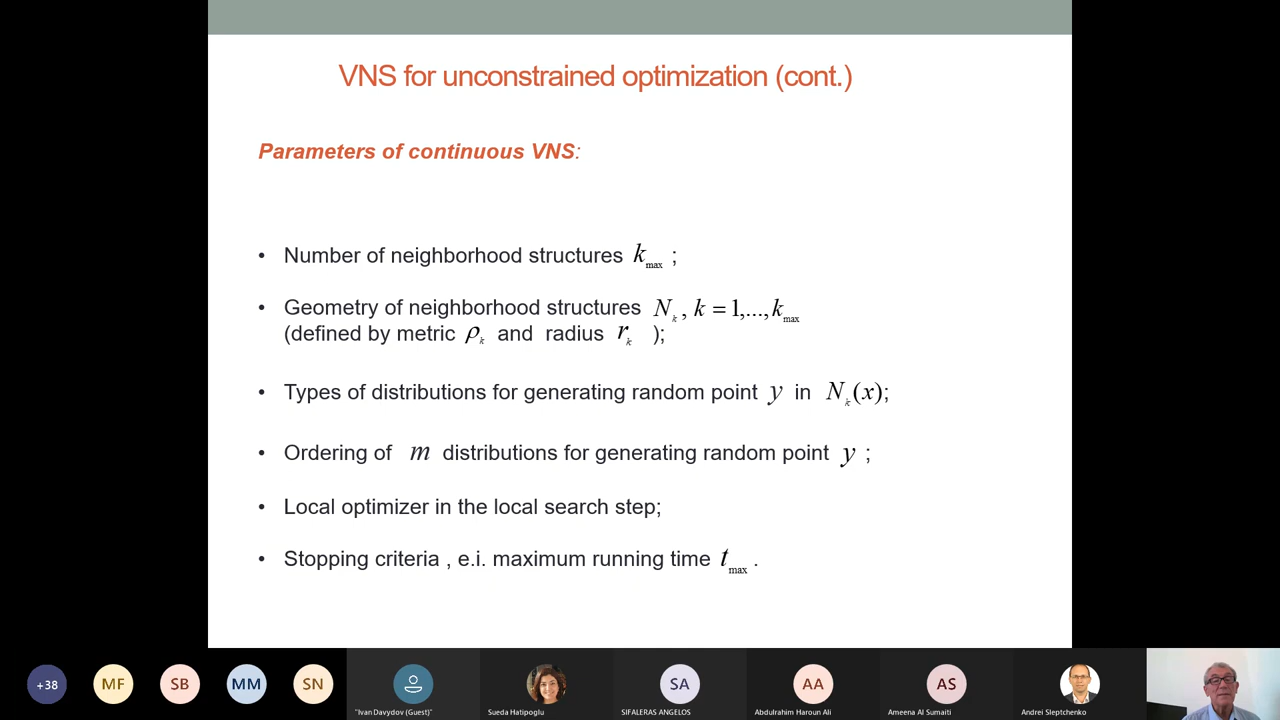 VNS for unconstrained optimization (cont.)
Parameters of continuous VNS:
• Number of neighborhood structures k_max ;
• Geometry of neighborhood structures N_k , k = 1,...,k_max
(defined by metric ρ_k and radius r_k );
• Types of distributions for generating random point y in N_k(x);
• Ordering of m distributions for generating random point y ;
• Local optimizer in the local search step;
• Stopping criteria , e.i. maximum running time t_max .
+38
MF
SB
MM
SN
SA
AA
AS
"Ivan Davydov (Guest)"
Sueda Hatipoglu
SIFALERAS ANGELOS
Abdulrahim Haroun Ali
Ameena Al Sumaiti
Andrei Sleptchenko